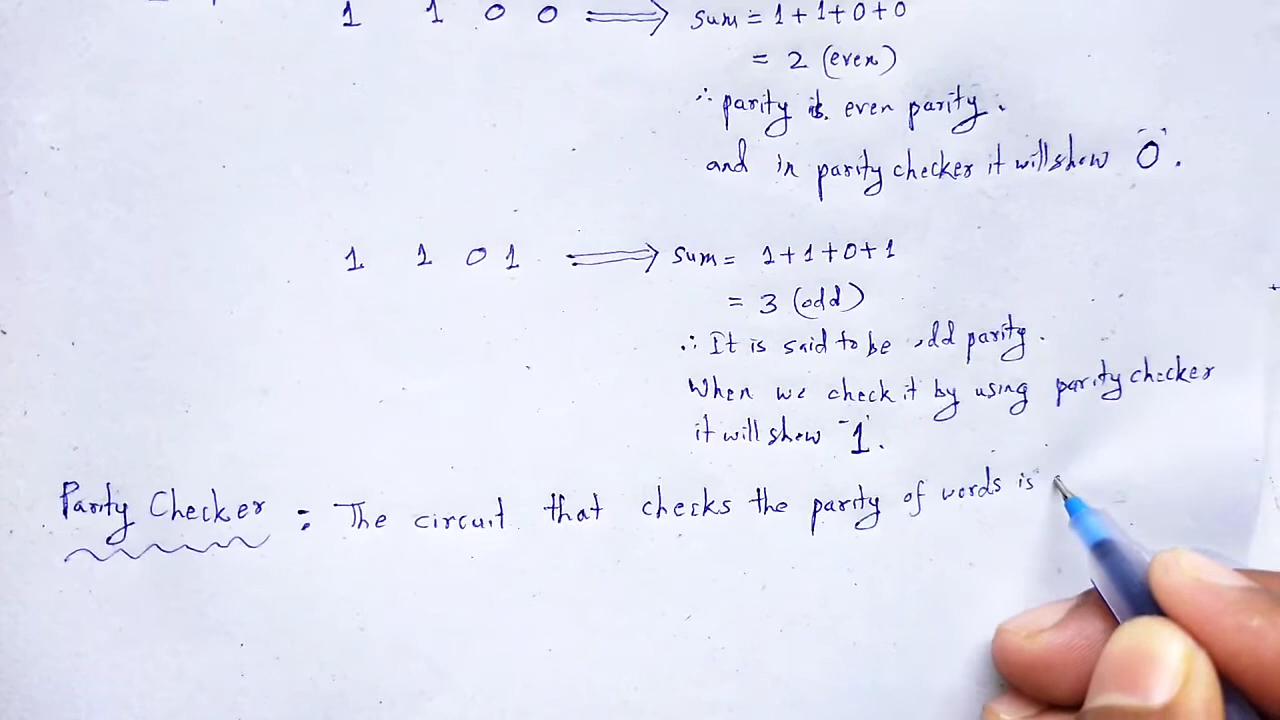 1 1 0 0 ⟹ Sum = 1+1+0+0
= 2 (even)
∴ parity is even parity.
and in parity checker it will show "0".
1 1 0 1 ⟹ Sum = 1+1+0+1
= 3 (odd)
∴ It is said to be odd parity.
When we check it by using parity checker
it will show "1".
Parity Checker : The circuit that checks the parity of words is